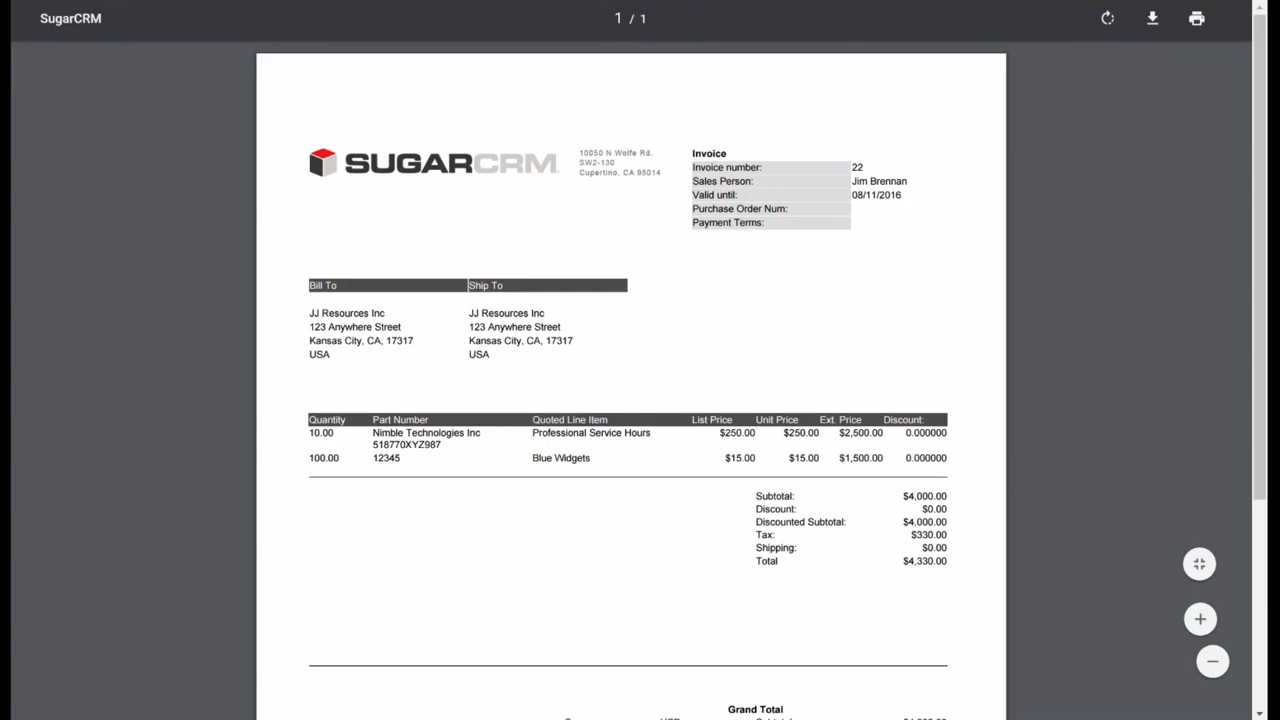 SugarCRM
1 / 1
SUGARCRM
10050 N Wolfe Rd.
SW2-130
Cupertino, CA 95014
Invoice
Invoice number: 22
Sales Person: Jim Brennan
Valid until: 08/11/2016
Purchase Order Num:
Payment Terms:
Bill To Ship To
JJ Resources Inc JJ Resources Inc
123 Anywhere Street 123 Anywhere Street
Kansas City, CA, 17317 Kansas City, CA, 17317
USA USA
Quantity Part Number Quoted Line Item List Price Unit Price Ext. Price Discount:
10.00 Nimble Technologies Inc Professional Service Hours $250.00 $250.00 $2,500.00 0.000000
518770XYZ987
100.00 12345 Blue Widgets $15.00 $15.00 $1,500.00 0.000000
Subtotal: $4,000.00
Discount: $0.00
Discounted Subtotal: $4,000.00
Tax: $330.00
Shipping: $0.00
Total $4,330.00
Grand Total